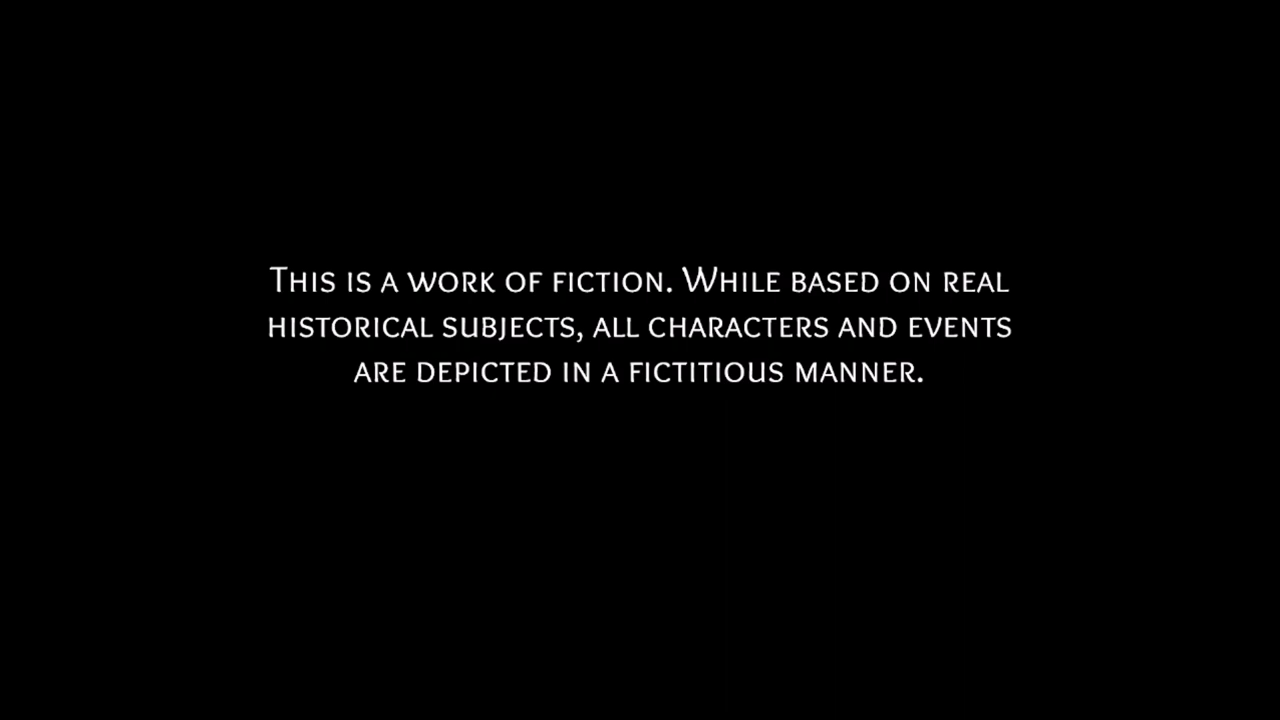 This is a work of fiction. While based on real
historical subjects, all characters and events
are depicted in a fictitious manner.